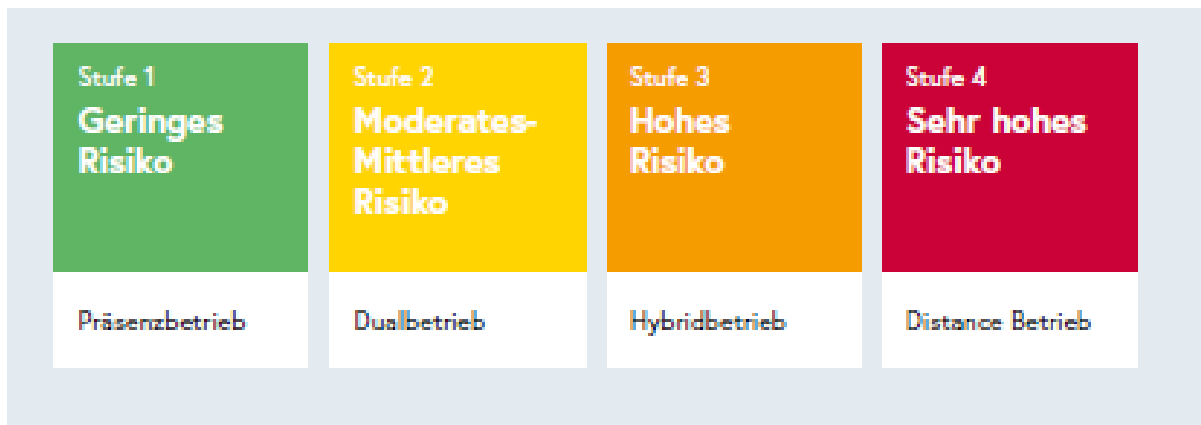 Stufe 1
Geringes
Risiko
Präsenzbetrieb
Stufe 2
Moderates-
Mittleres
Risiko
Dualbetrieb
Stufe 3
Hohes
Risiko
Hybridbetrieb
Stufe 4
Sehr hohes
Risiko
Distance Betrieb